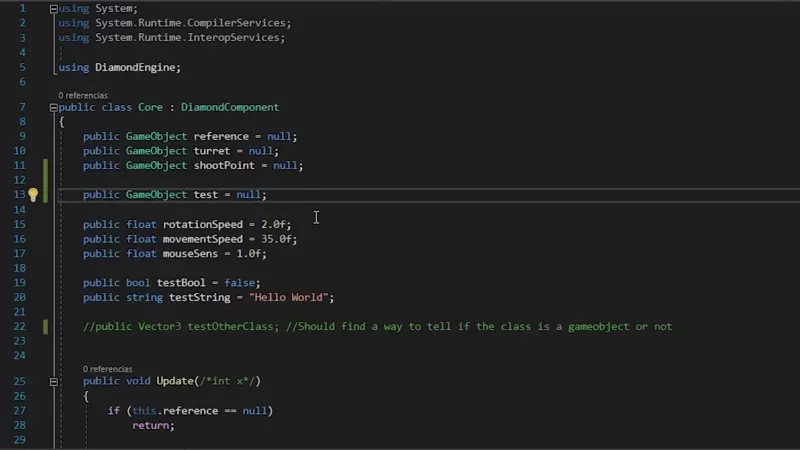 1 using System;
2 using System.Runtime.CompilerServices;
3 using System.Runtime.InteropServices;
4
5 using DiamondEngine;
6
0 referencias
7 public class Core : DiamondComponent
8 {
9 public GameObject reference = null;
10 public GameObject turret = null;
11 public GameObject shootPoint = null;
12
13 public GameObject test = null;
14
15 public float rotationSpeed = 2.0f;
16 public float movementSpeed = 35.0f;
17 public float mouseSens = 1.0f;
18
19 public bool testBool = false;
20 public string testString = "Hello World";
21
22 //public Vector3 testOtherClass; //Should find a way to tell if the class is a gameobject or not
23
24
0 referencias
25 public void Update(/*int x*/)
26 {
27 if (this.reference == null)
28 return;
29